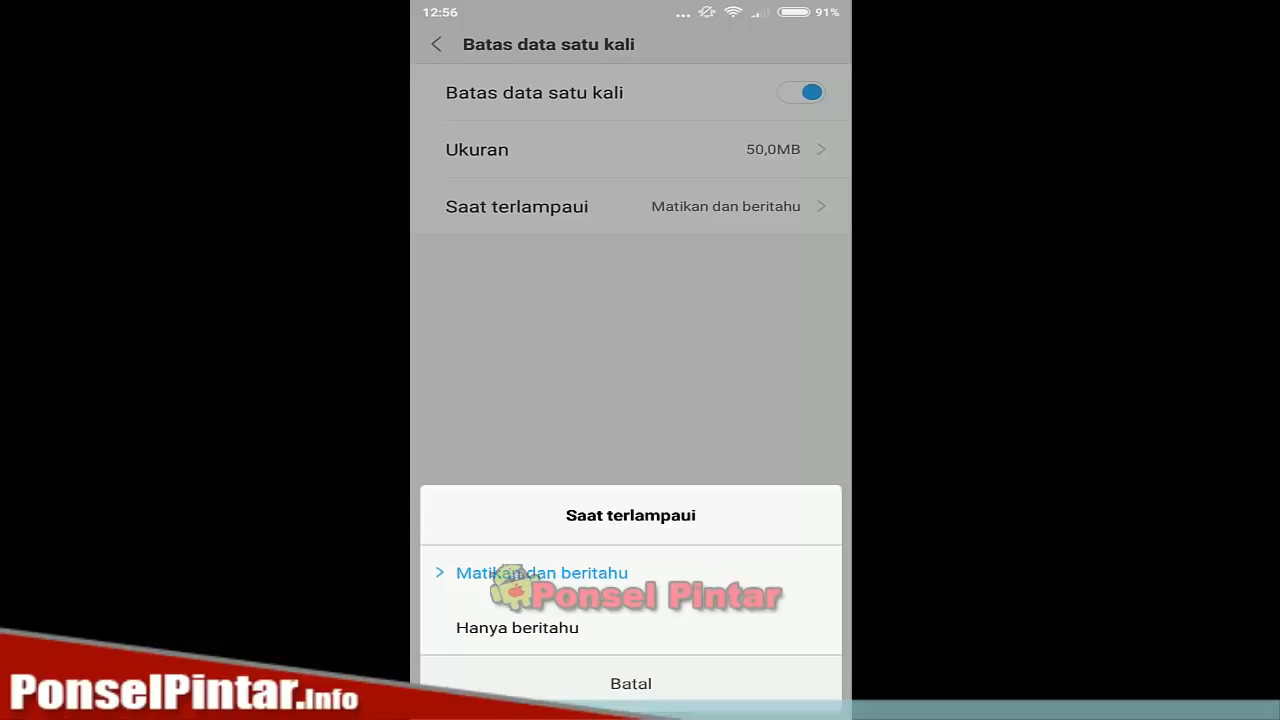 12:56 ... 91%
Batas data satu kali
Batas data satu kali
Ukuran 50,0MB
Saat terlampaui Matikan dan beritahu
Saat terlampaui
Matikan dan beritahu
Ponsel Pintar
Hanya beritahu
Batal
PonselPintar.Info